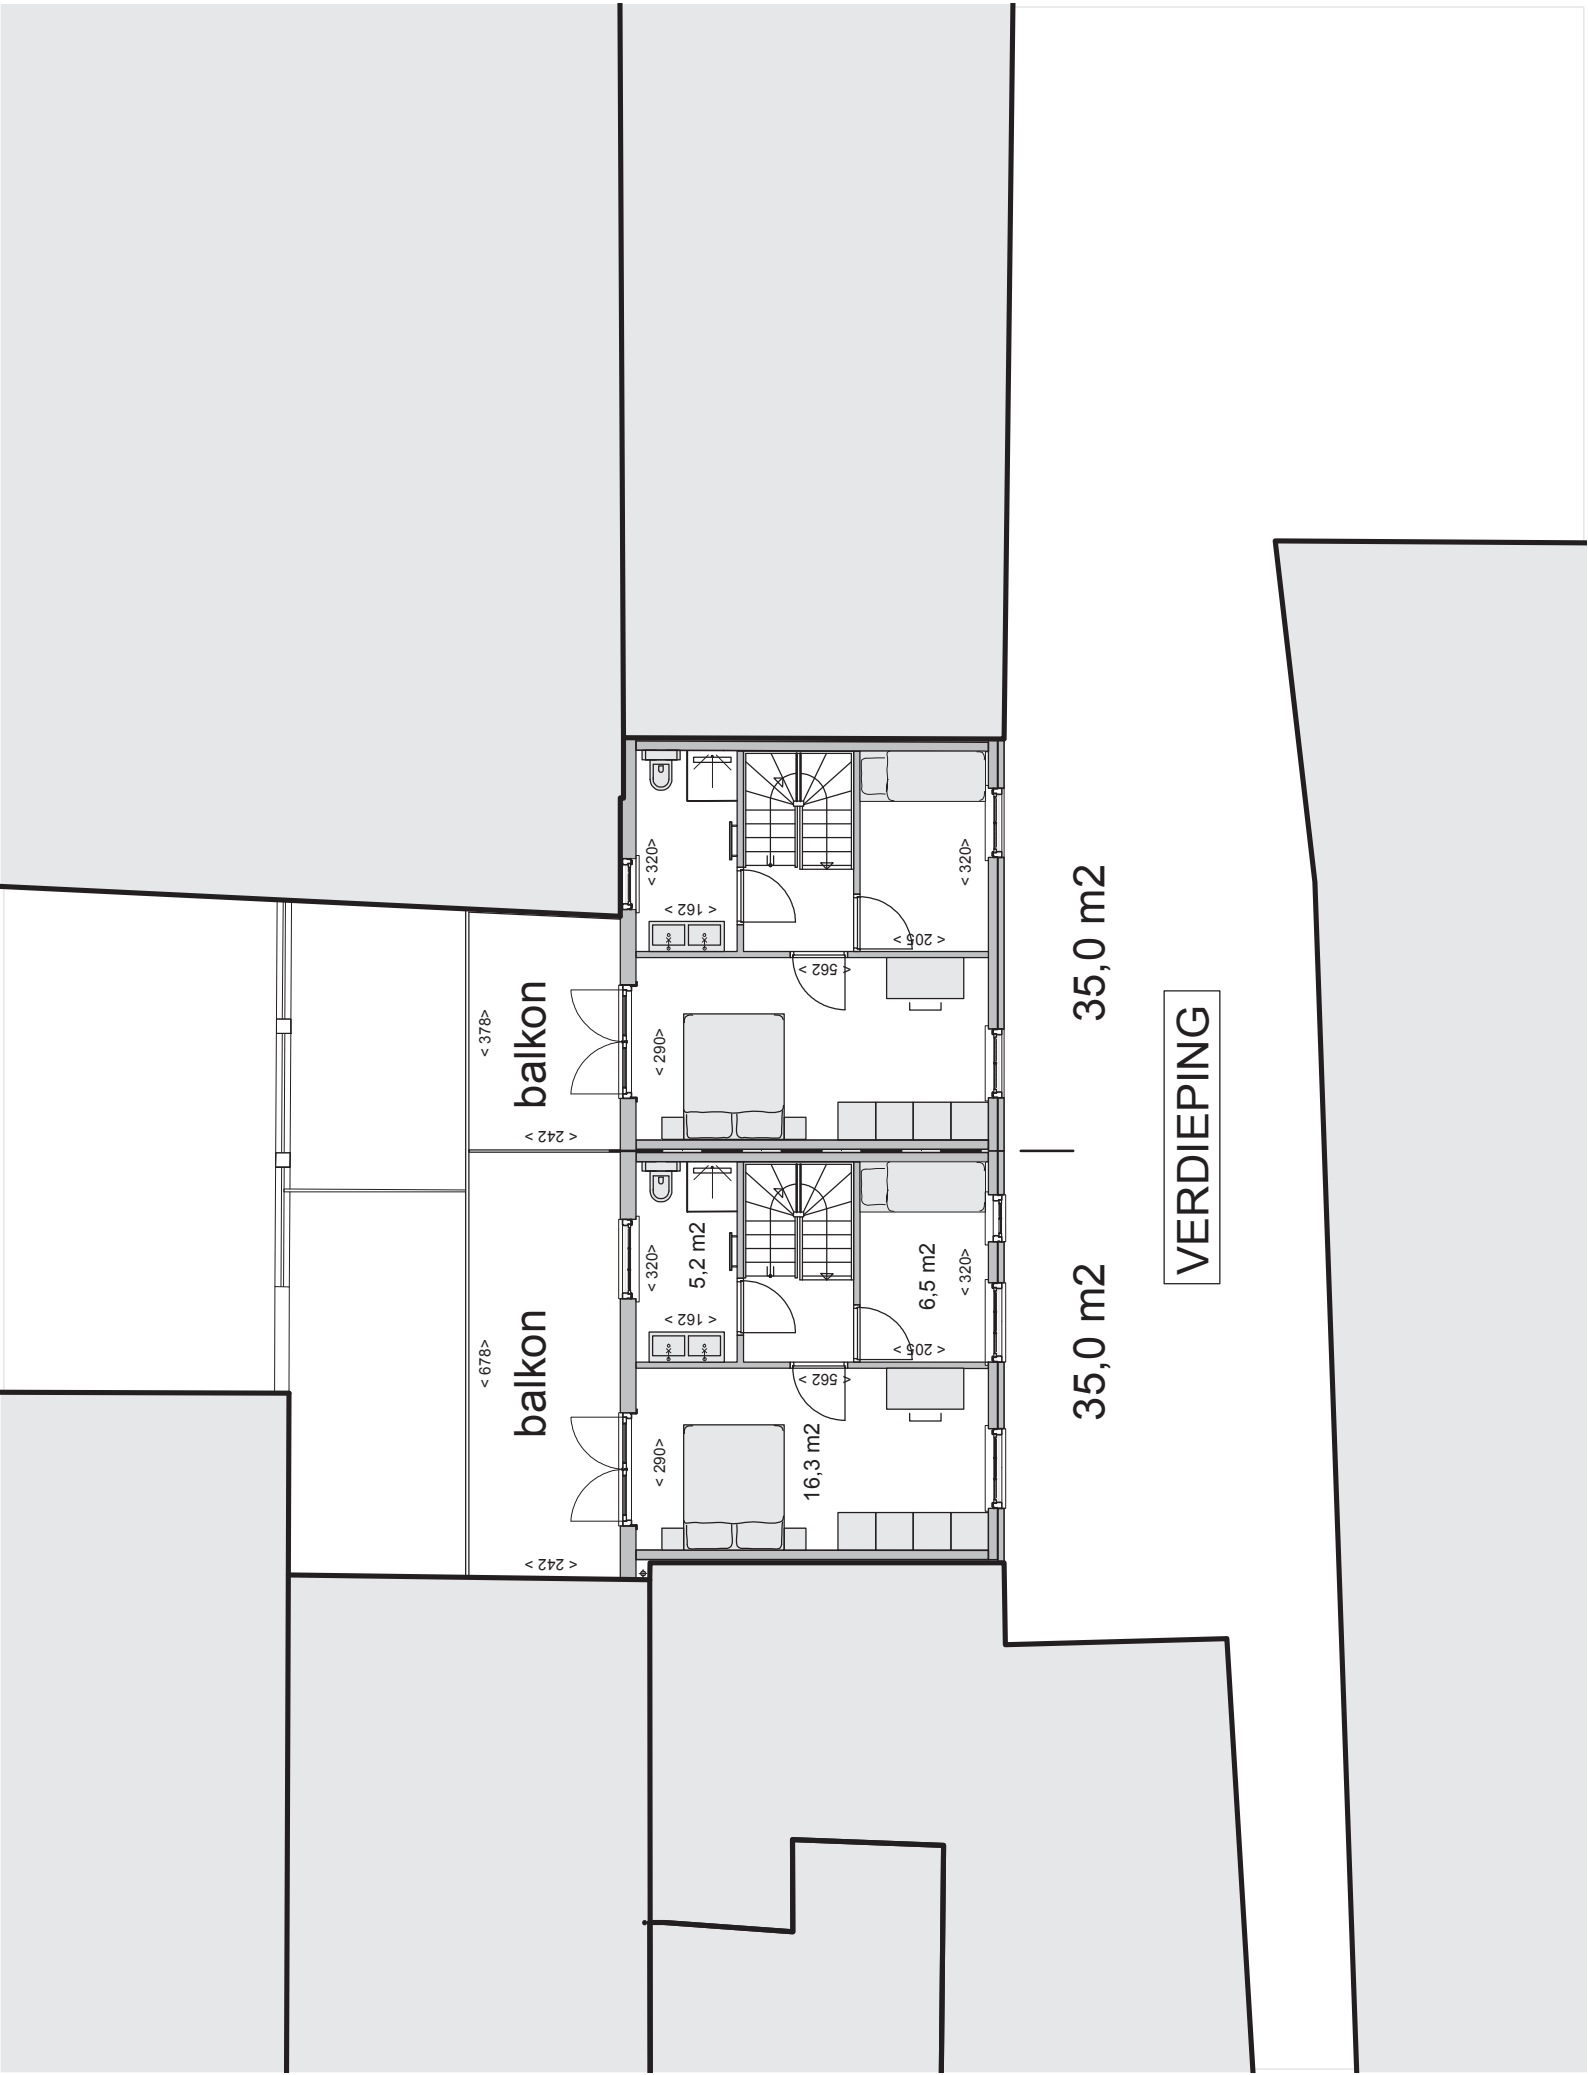 < 320>
< 162 >
< 320>
< 205 >
< 562 >
< 290>
balkon
< 378>
< 242 >
35,0 m2
VERDIEPING
< 320>
5,2 m2
< 162 >
6,5 m2
< 320>
< 205 >
< 562 >
< 290>
16,3 m2
balkon
< 678>
< 242 >
35,0 m2